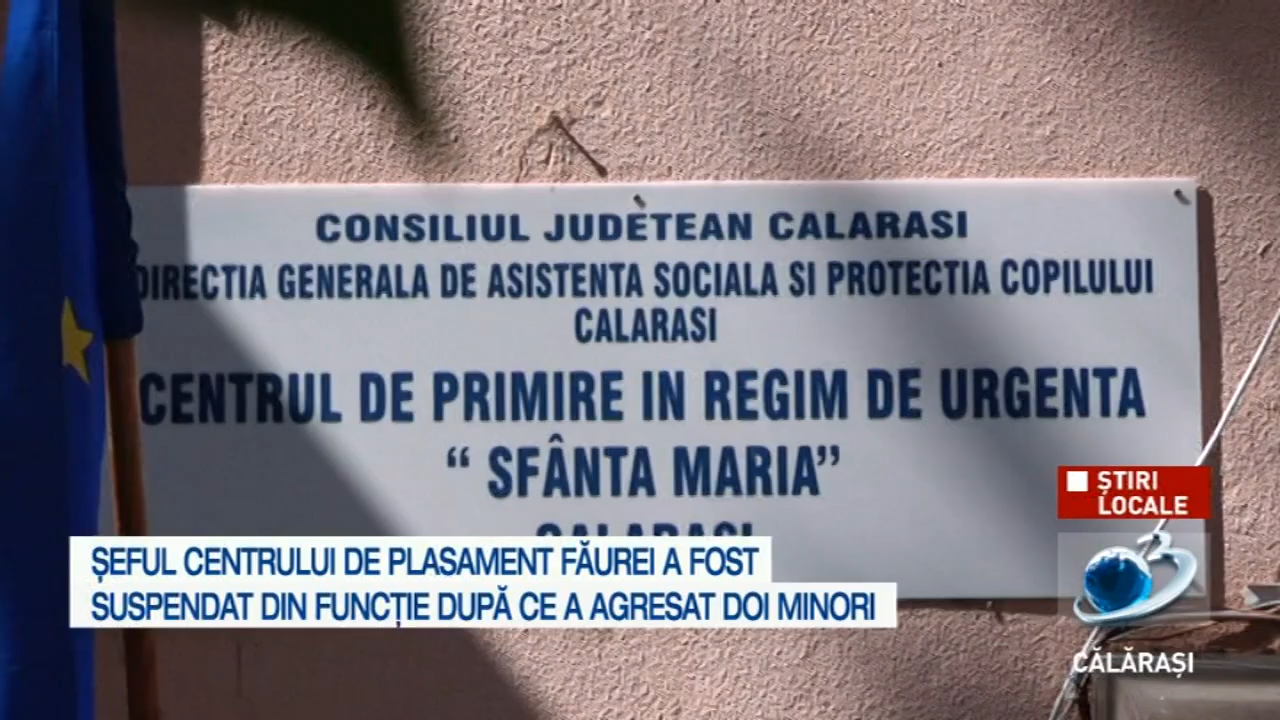 CONSILIUL JUDETEAN CALARASI
DIRECTIA GENERALA DE ASISTENTA SOCIALA SI PROTECTIA COPILULUI
CALARASI
CENTRUL DE PRIMIRE IN REGIM DE URGENTA
“ SFÂNTA MARIA”
CALARASI
ȘTIRI
LOCALE
ȘEFUL CENTRULUI DE PLASAMENT FĂUREI A FOST
SUSPENDAT DIN FUNCȚIE DUPĂ CE A AGRESAT DOI MINORI
3
CĂLĂRAȘI